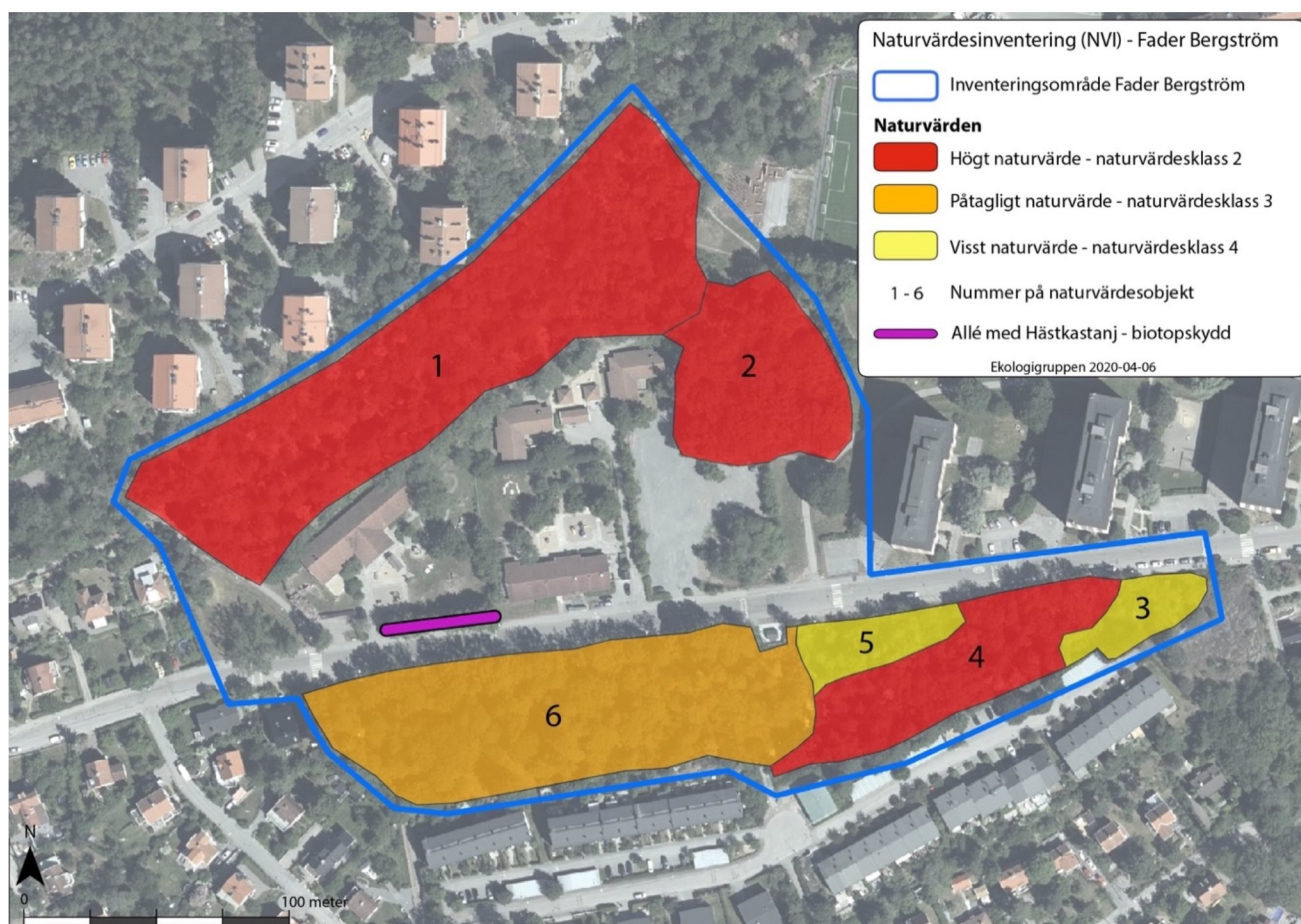 Naturvärdesinventering (NVI) - Fader Bergström
Inventeringsområde Fader Bergström
Naturvärden
Högt naturvärde - naturvärdesklass 2
Påtagligt naturvärde - naturvärdesklass 3
Visst naturvärde - naturvärdesklass 4
1 - 6 Nummer på naturvärdesobjekt
Allé med Hästkastanj - biotopskydd
Ekologigruppen 2020-04-06
1
2
3
5
4
6
N
0 100 meter